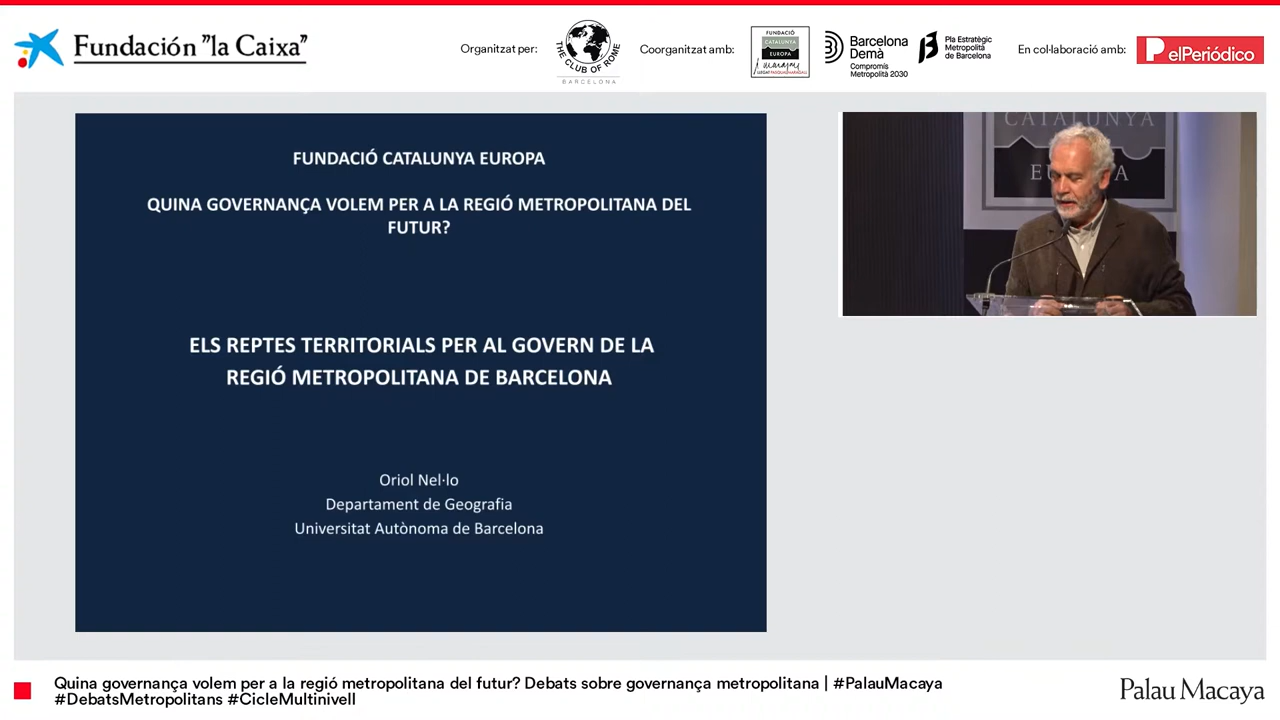 Fundación "la Caixa"
Organitzat per:
THE CLUB OF ROME
BARCELONA
Coorganitzat amb:
FUNDACIÓ
CATALUNYA
EUROPA
LLEGAT PASQUAL MARAGALL
Barcelona
Demà
Compromís
Metropolità 2030
Pla Estratègic
Metropolità
de Barcelona
En col·laboració amb:
elPeriódico
FUNDACIÓ CATALUNYA EUROPA
QUINA GOVERNANÇA VOLEM PER A LA REGIÓ METROPOLITANA DEL
FUTUR?
ELS REPTES TERRITORIALS PER AL GOVERN DE LA
REGIÓ METROPOLITANA DE BARCELONA
Oriol Nel·lo
Departament de Geografia
Universitat Autònoma de Barcelona
CATALUNYA
Quina governança volem per a la regió metropolitana del futur? Debats sobre governança metropolitana | #PalauMacaya
#DebatsMetropolitans #CicleMultinivell
Palau Macaya